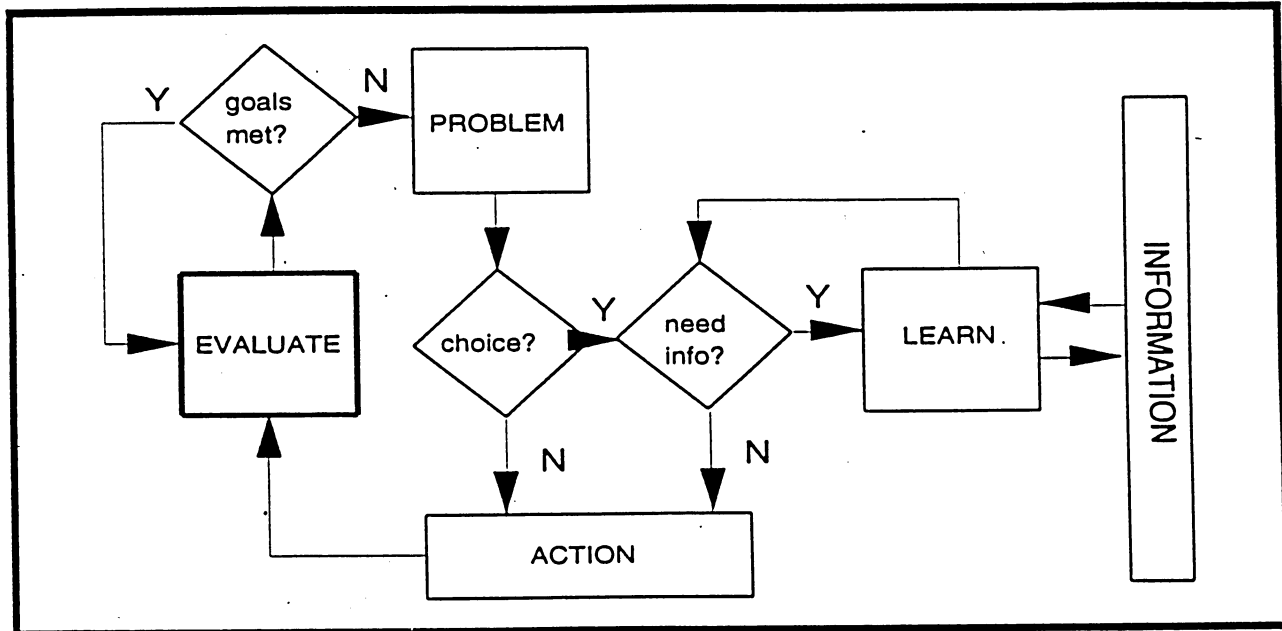 Y
goals
met?
N
PROBLEM
EVALUATE
choice?
Y
need
info?
Y
LEARN.
INFORMATION
N
N
ACTION